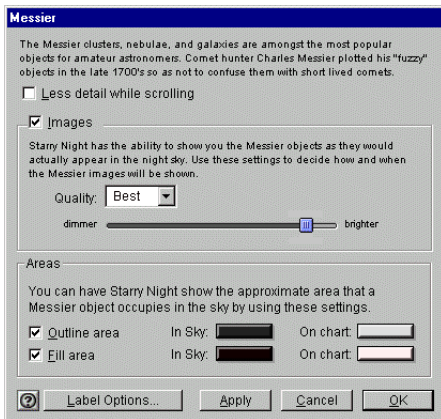 Messier
The Messier clusters, nebulae, and galaxies are amongst the most popular
objects for amateur astronomers. Comet hunter Charles Messier plotted his "fuzzy"
objects in the late 1700's so as not to confuse them with short lived comets.
Less detail while scrolling
Images
Starry Night has the ability to show you the Messier objects as they would
actually appear in the night sky. Use these settings to decide how and when
the Messier images will be shown.
Quality: Best
dimmer brighter
Areas
You can have Starry Night show the approximate area that a
Messier object occupies in the sky by using these settings.
Outline area In Sky: On chart:
Fill area In Sky: On chart:
? Label Options... Apply Cancel OK